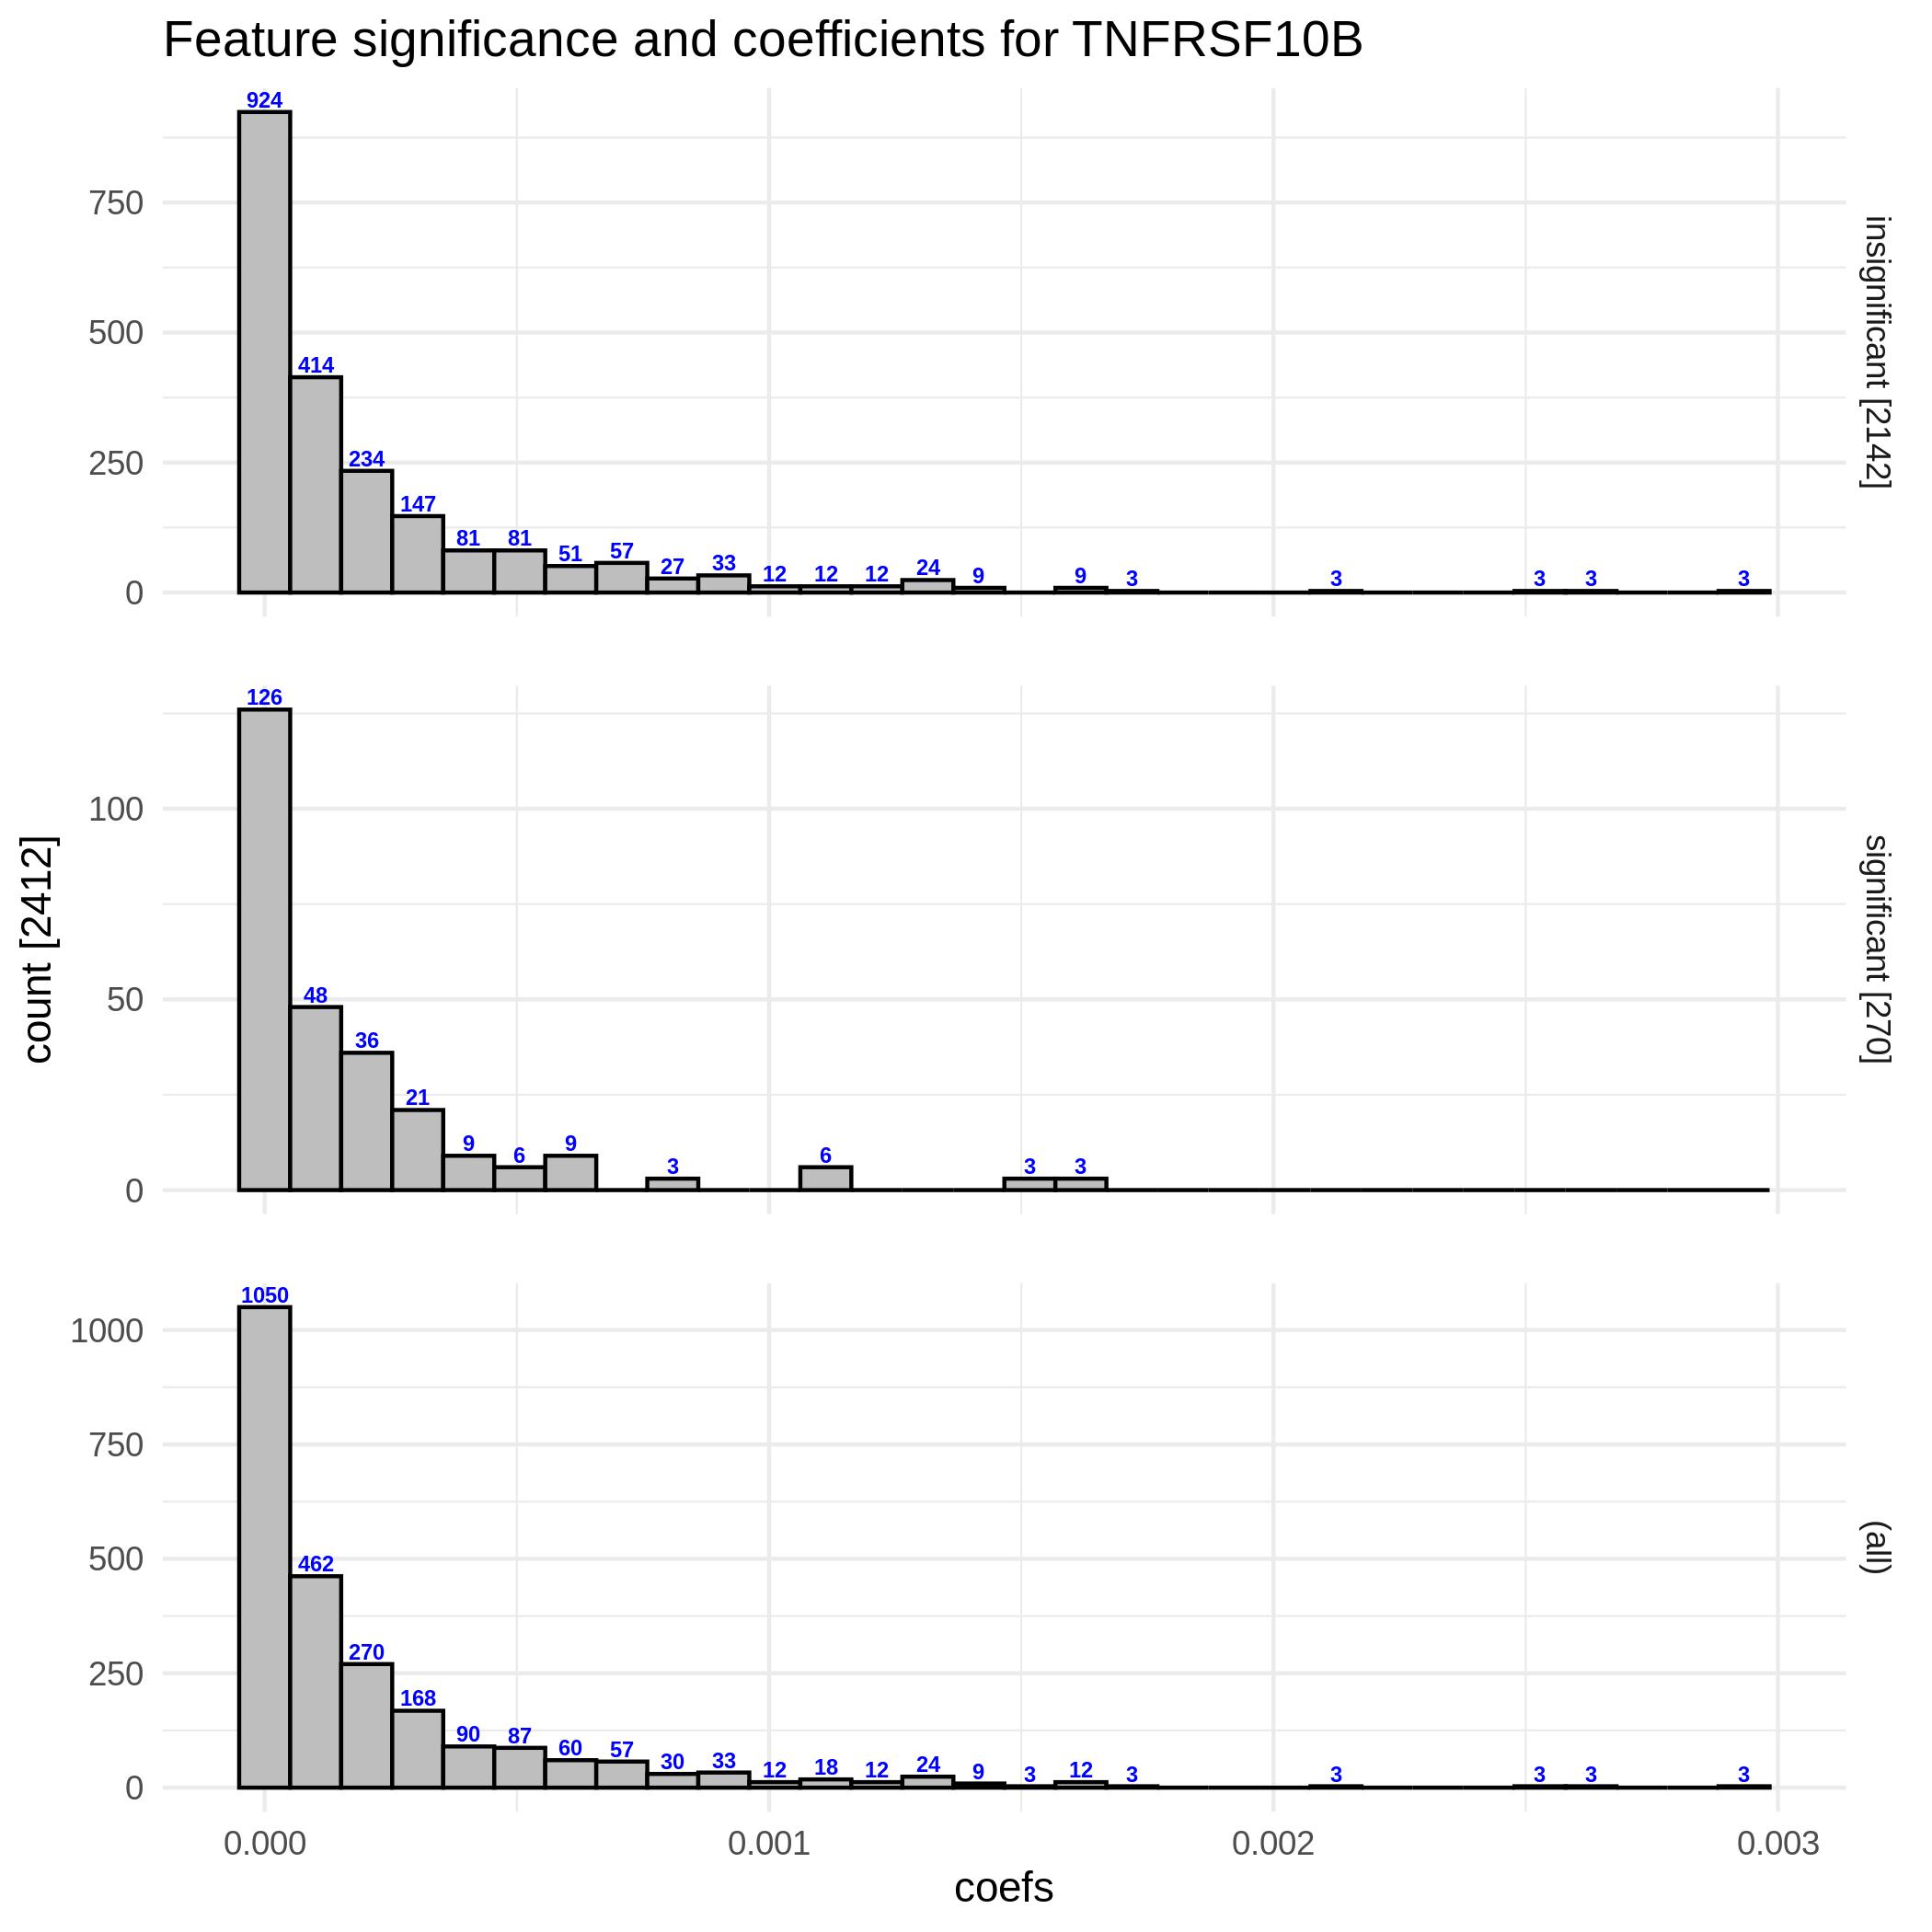 Feature significance and coefficients for TNFRSF10B
924
750
500
414
250
234
147
81 81 51 57 27 33 12 12 12 24 9 9 3 3 3 3 3
0
insignificant [2142]
126
100
50
48
36
21
9 6 9 3 6 3 3
0
significant [270]
count [2412]
1050
1000
750
500
462
270
250
168
90 87 60 57 30 33 12 18 12 24 9 3 12 3 3 3 3 3
0
(all)
0.000 0.001 0.002 0.003
coefs